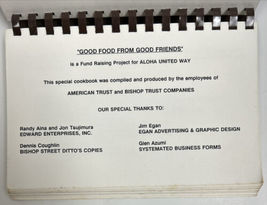 "GOOD FOOD FROM GOOD FRIENDS"
is a Fund Raising Project for ALOHA UNITED WAY
This special cookbook was compiled and produced by the employees of
AMERICAN TRUST and BISHOP TRUST COMPANIES
OUR SPECIAL THANKS TO:
Randy Aina and Jon Tsujimura
EDWARD ENTERPRISES, INC.
Jim Egan
EGAN ADVERTISING & GRAPHIC DESIGN
Dennis Coughlin
BISHOP STREET DITTO'S COPIES
Glen Azumi
SYSTEMATED BUSINESS FORMS